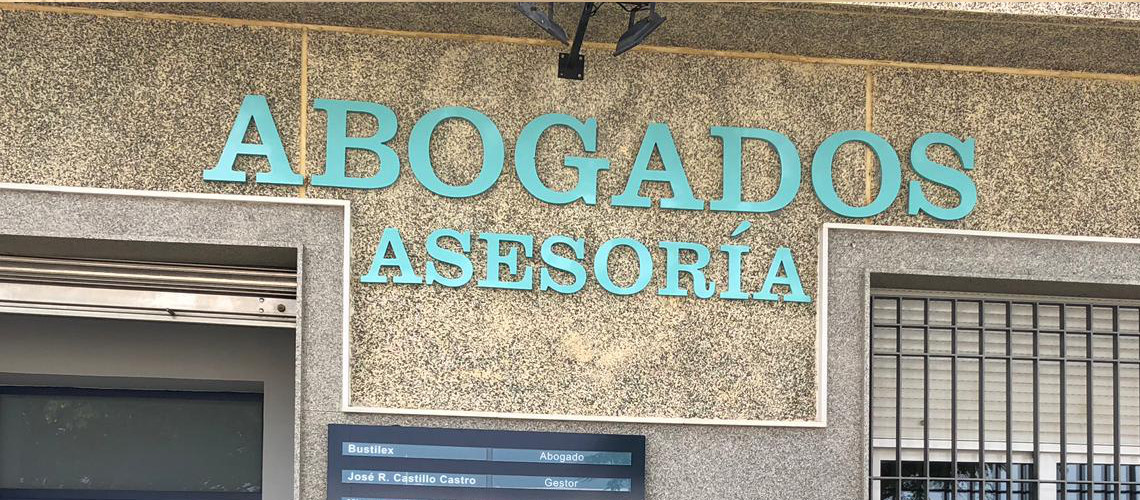 ABOGADOS
ASESORÍA
Bustilex Abogado
José R. Castillo Castro Gestor